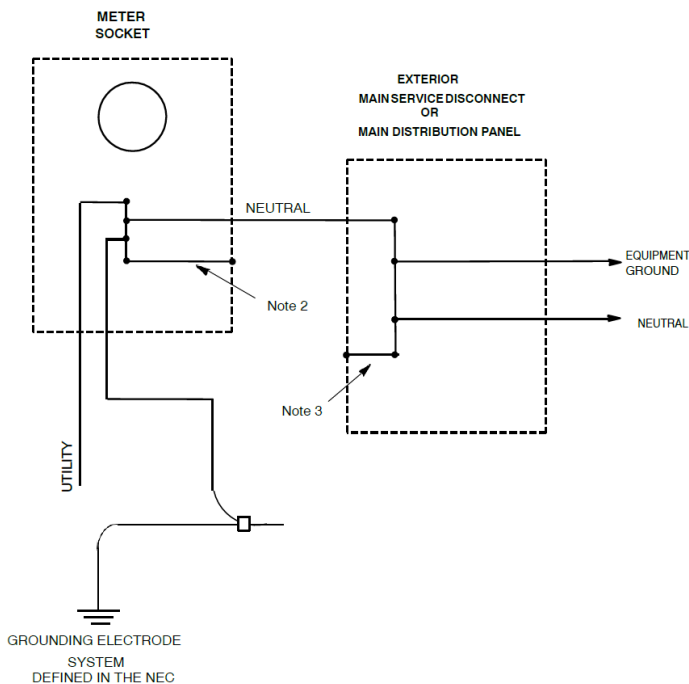 METER
SOCKET
EXTERIOR
MAIN SERVICE DISCONNECT
OR
MAIN DISTRIBUTION PANEL
NEUTRAL
EQUIPMENT
GROUND
Note 2
NEUTRAL
Note 3
UTILITY
GROUNDING ELECTRODE
SYSTEM
DEFINED IN THE NEC